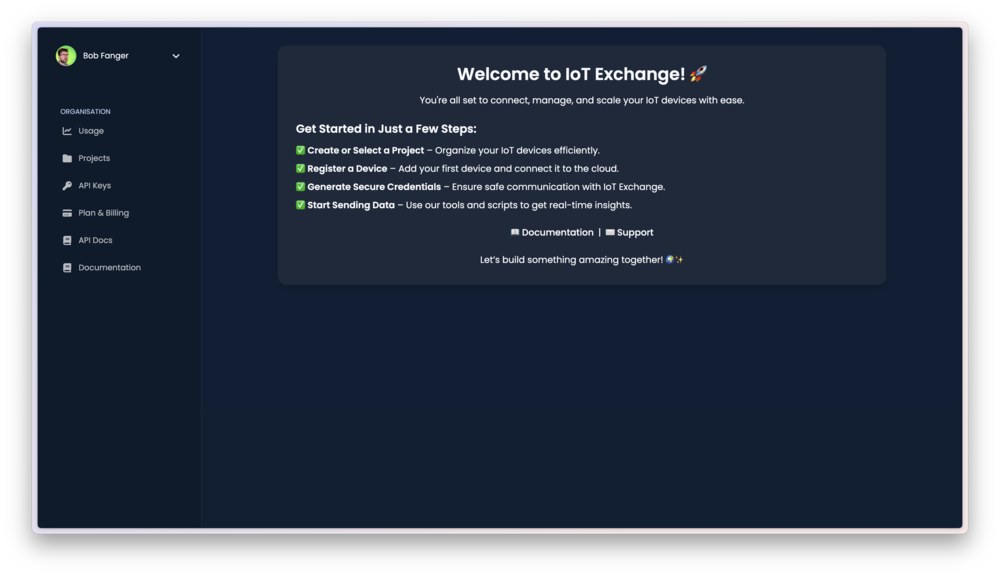 Bob Fanger
ORGANISATION
Usage
Projects
API Keys
Plan & Billing
API Docs
Documentation
Welcome to IoT Exchange! 🚀
You're all set to connect, manage, and scale your IoT devices with ease.
Get Started in Just a Few Steps:
✅ Create or Select a Project – Organize your IoT devices efficiently.
✅ Register a Device – Add your first device and connect it to the cloud.
✅ Generate Secure Credentials – Ensure safe communication with IoT Exchange.
✅ Start Sending Data – Use our tools and scripts to get real-time insights.
📖 Documentation | ✉️ Support
Let's build something amazing together! 🌍✨